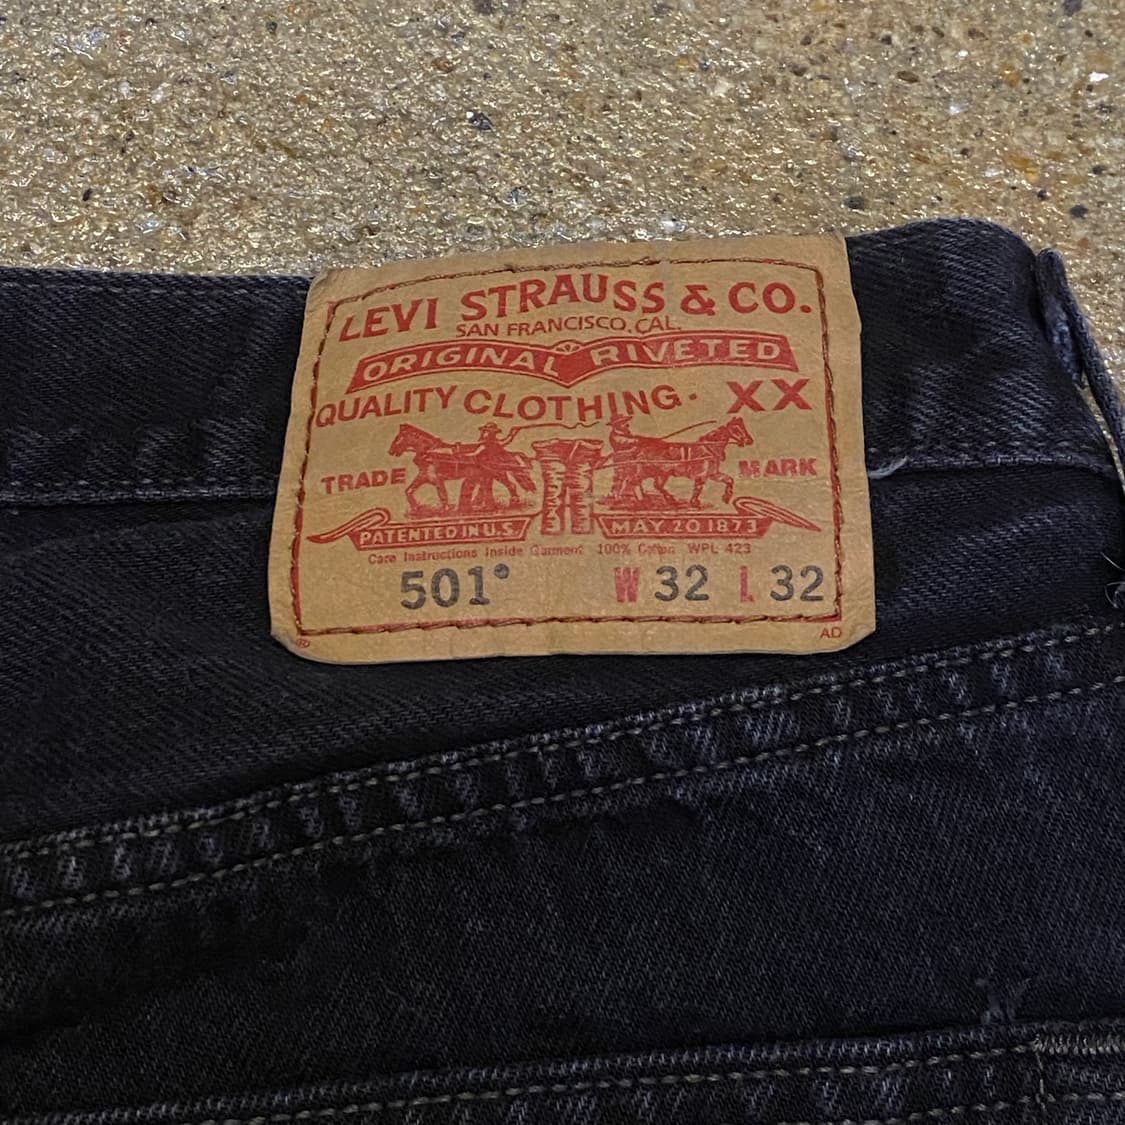 LEVI STRAUSS & CO.
SAN FRANCISCO, CAL.
ORIGINAL RIVETED
QUALITY CLOTHING. XX
TRADE MARK
PATENTED IN U.S. MAY 20 1873
Care Instructions Inside Garment 100% Cotton WPL 423
501® W 32 L 32
® AD